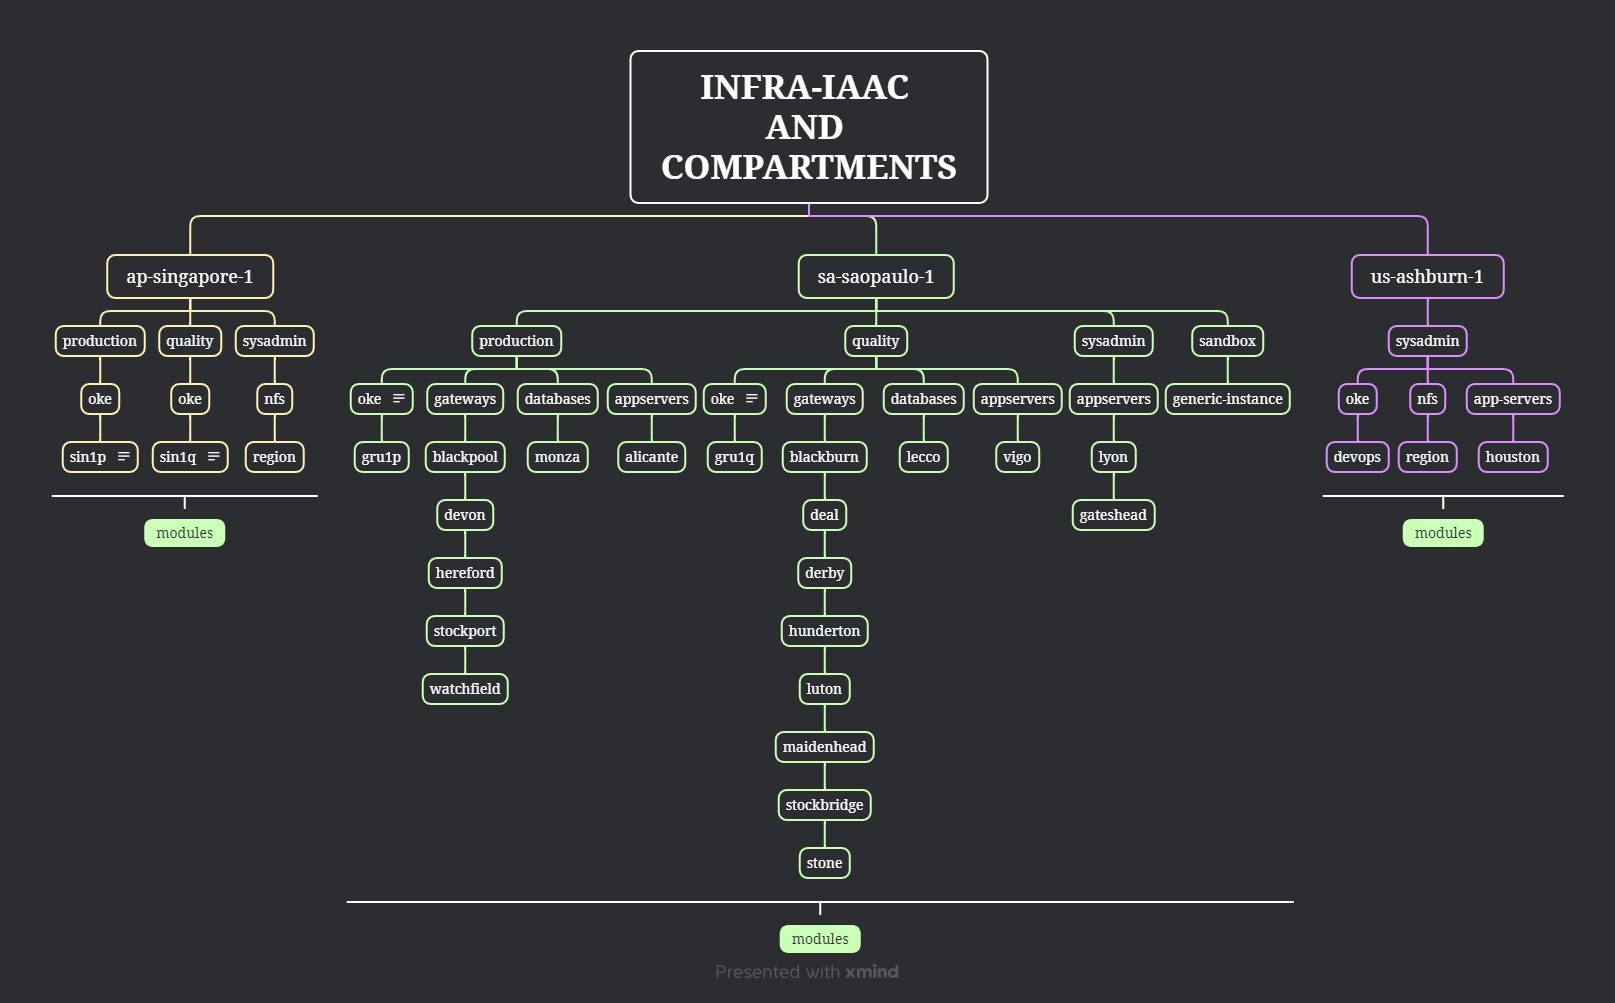 INFRA-IAAC
AND
COMPARTMENTS
ap-singapore-1
sa-saopaulo-1
us-ashburn-1
production
quality
sysadmin
production
quality
sysadmin
sandbox
sysadmin
oke
oke
nfs
oke
gateways
databases
appservers
oke
gateways
databases
appservers
appservers
generic-instance
oke
nfs
app-servers
sin1p
sin1q
region
gru1p
blackpool
monza
alicante
gru1q
blackburn
lecco
vigo
lyon
devops
region
houston
devon
deal
gateshead
modules
modules
hereford
derby
stockport
hunderton
watchfield
luton
maidenhead
stockbridge
stone
modules
Presented with xmind